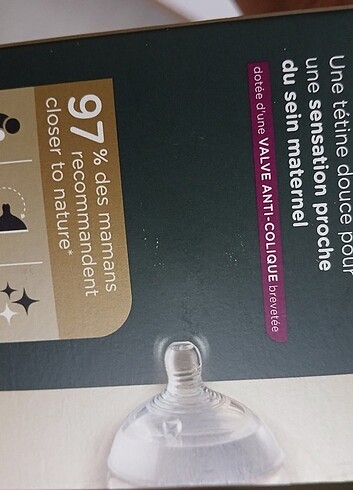 Une tétine douce pour
une sensation proche
du sein maternel
dotée d'une VALVE ANTI-COLIQUE brevetée
97 % des mamans
recommandent
closer to nature*